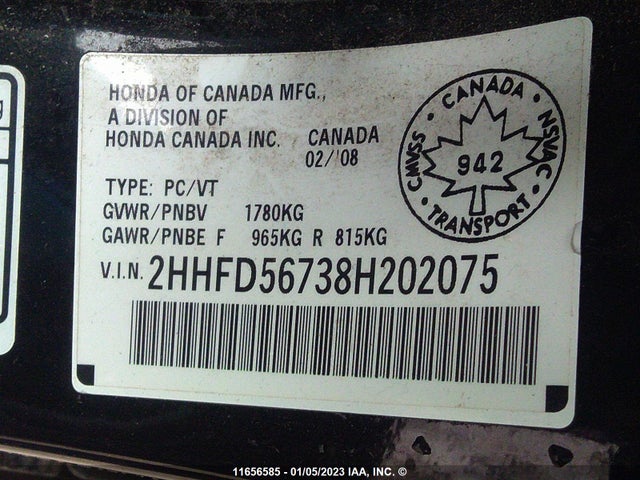 HONDA OF CANADA MFG.,
A DIVISION OF
HONDA CANADA INC. CANADA
02/'08
TYPE: PC/VT
GVWR/PNBV 1780KG
GAWR/PNBE F 965KG R 815KG
V.I.N. 2HHFD56738H202075
CANADA • NSVAC • TRANSPORT • CMVSS •
942
11656585 - 01/05/2023 IAA, INC. ©